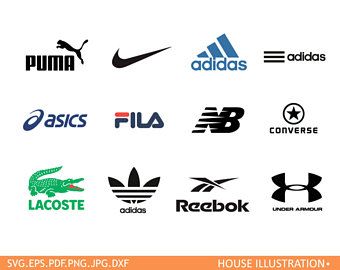 PUMA
adidas
adidas
asics
FILA
NB
CONVERSE
LACOSTE
adidas
Reebok
UNDER ARMOUR
SVG.EPS.PDF.PNG.JPG.DXF
HOUSE ILLUSTRATION+